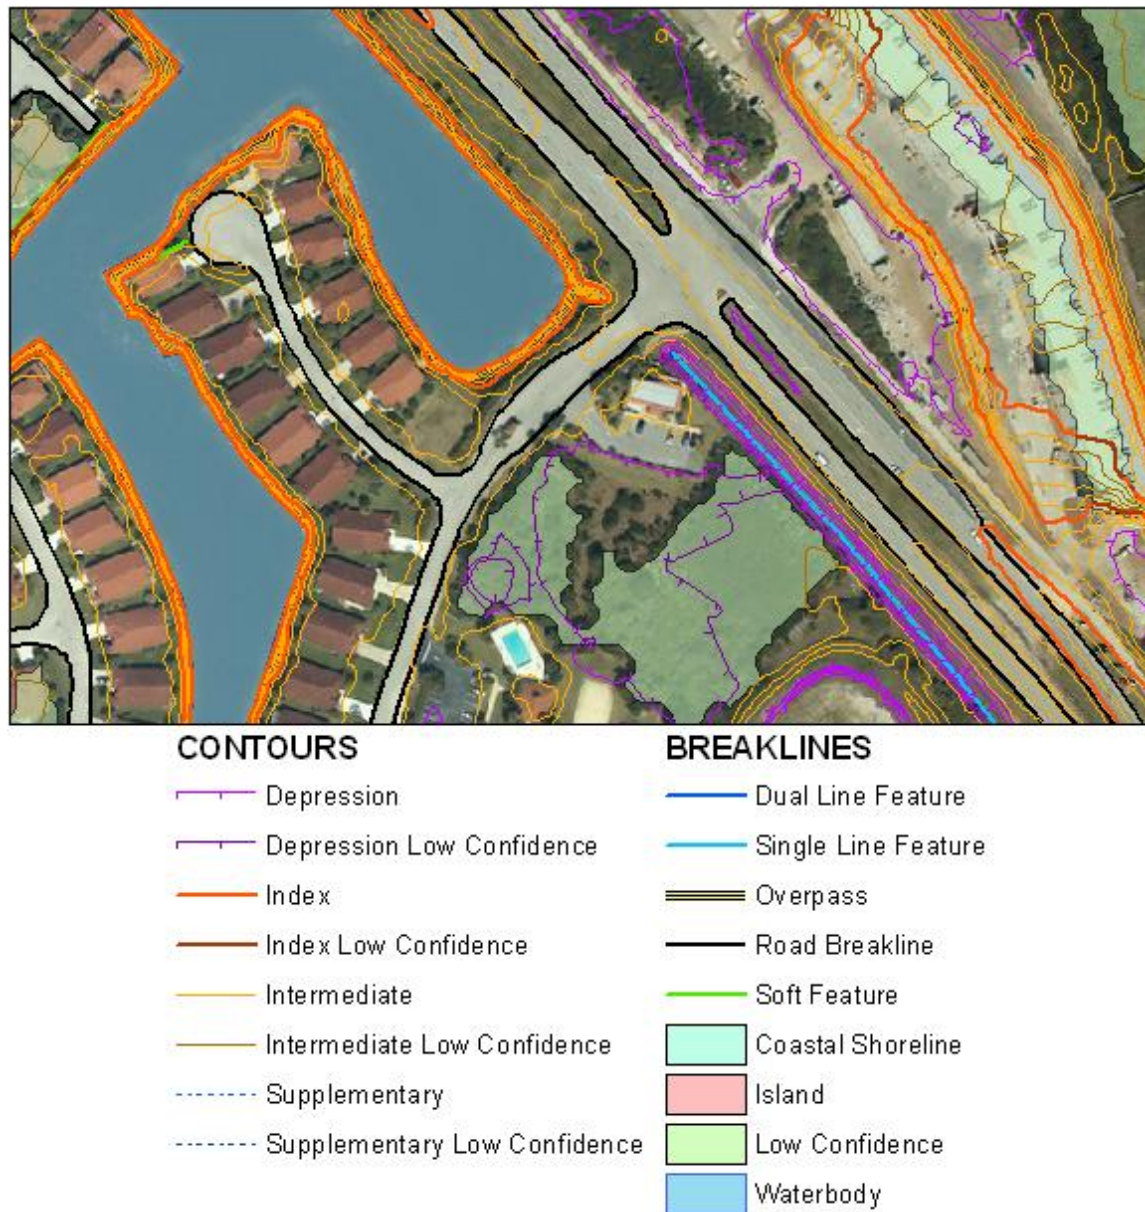 CONTOURS
Depression
Depression Low Confidence
Index
Index Low Confidence
Intermediate
Intermediate Low Confidence
Supplementary
Supplementary Low Confidence
BREAKLINES
Dual Line Feature
Single Line Feature
Overpass
Road Breakline
Soft Feature
Coastal Shoreline
Island
Low Confidence
Waterbody